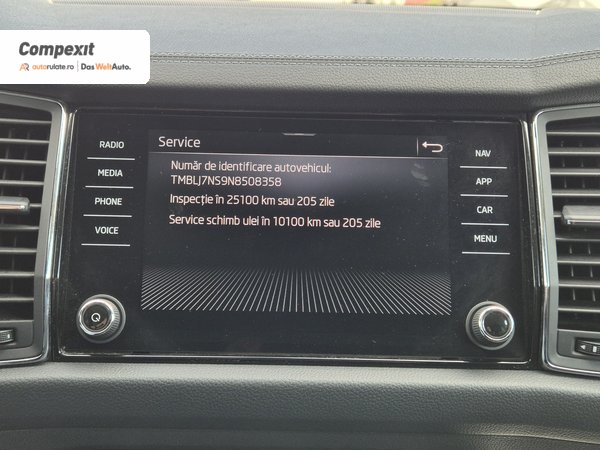 Compexit
AR autorulate.ro | Das WeltAuto.
Service
RADIO
MEDIA
PHONE
VOICE
Număr de identificare autovehicul:
TMBLJ7NS9N8508358
Inspecție în 25100 km sau 205 zile
Service schimb ulei în 10100 km sau 205 zile
NAV
APP
CAR
MENU